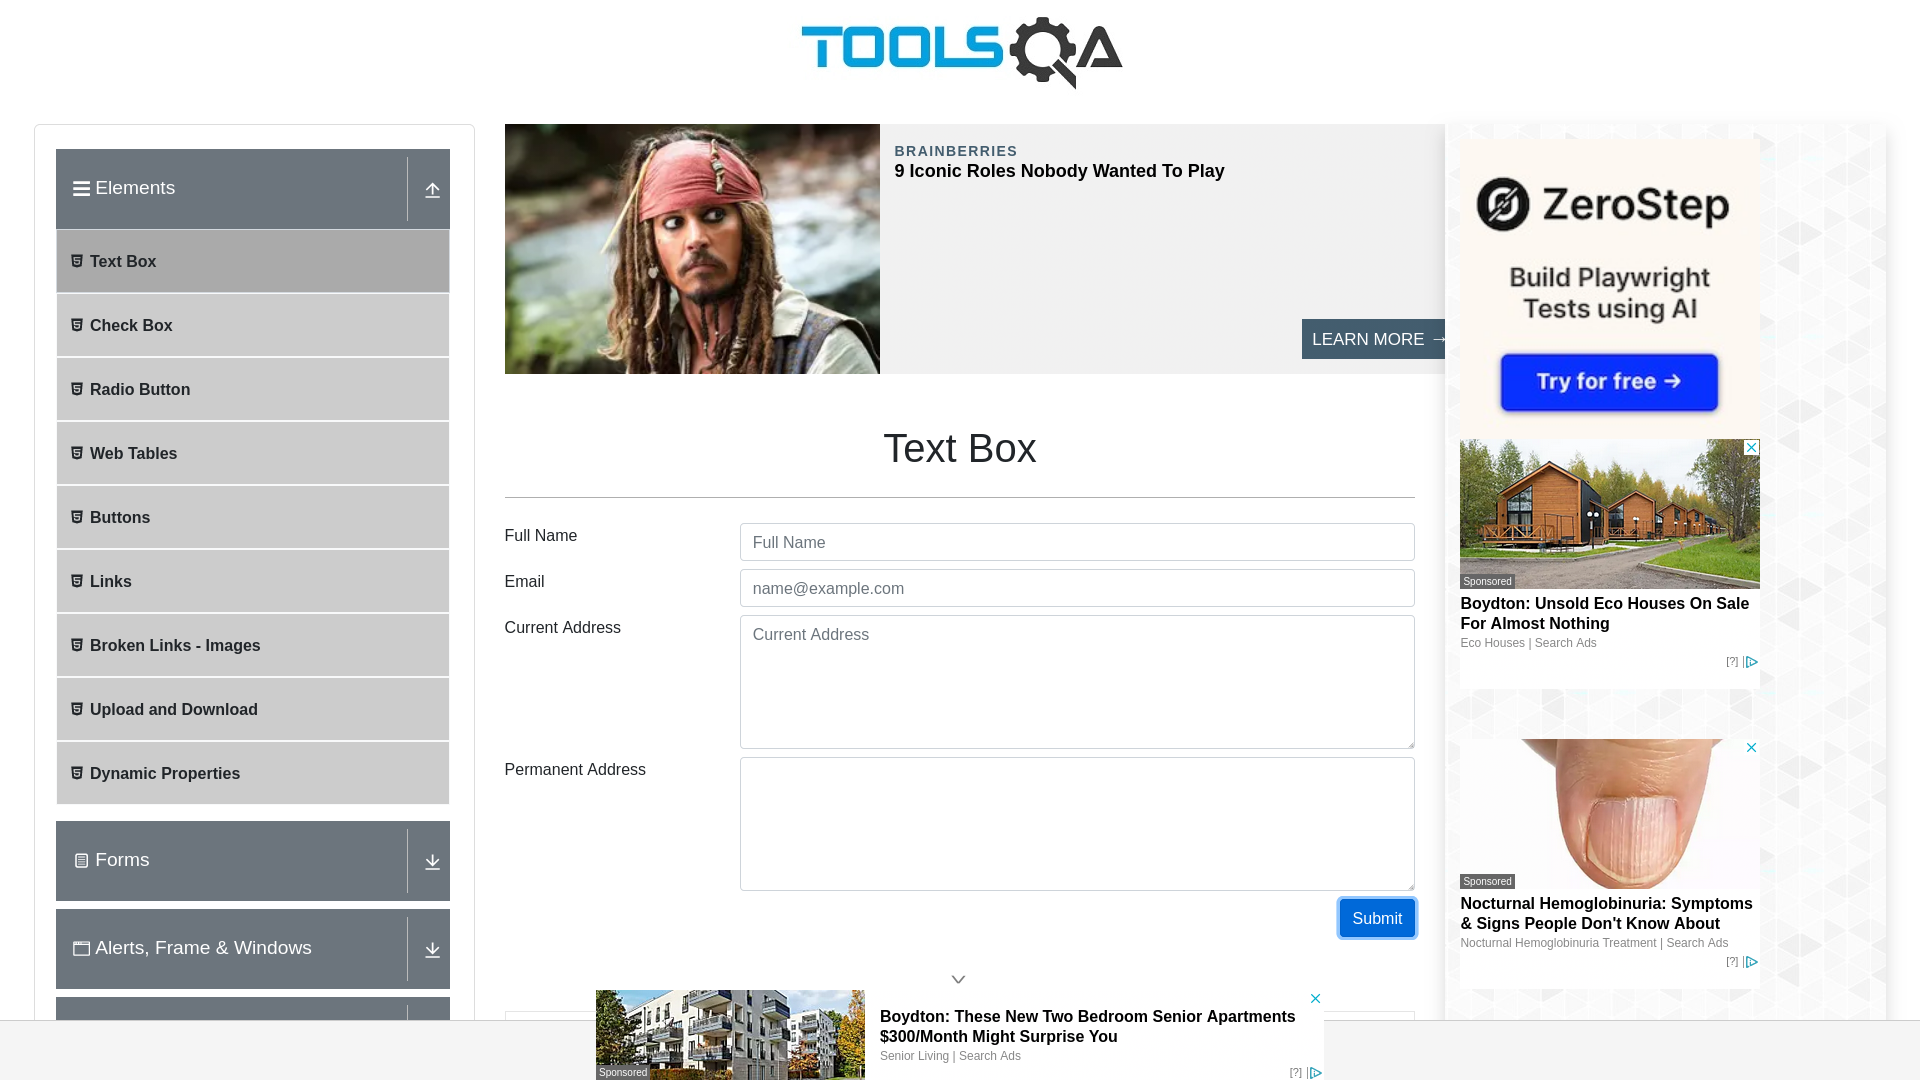 TOOLSQA
Elements
Text Box
Check Box
Radio Button
Web Tables
Buttons
Links
Broken Links - Images
Upload and Download
Dynamic Properties
Forms
Alerts, Frame & Windows
BRAINBERRIES
9 Iconic Roles Nobody Wanted To Play
LEARN MORE →
Text Box
Full Name
Full Name
Email
name@example.com
Current Address
Current Address
Permanent Address
Submit
ZeroStep
Build Playwright
Tests using AI
Try for free →
Sponsored
Boydton: Unsold Eco Houses On Sale
For Almost Nothing
Eco Houses | Search Ads
[?]
Sponsored
Nocturnal Hemoglobinuria: Symptoms
& Signs People Don't Know About
Nocturnal Hemoglobinuria Treatment | Search Ads
[?]
Sponsored
Boydton: These New Two Bedroom Senior Apartments
$300/Month Might Surprise You
Senior Living | Search Ads
[?]